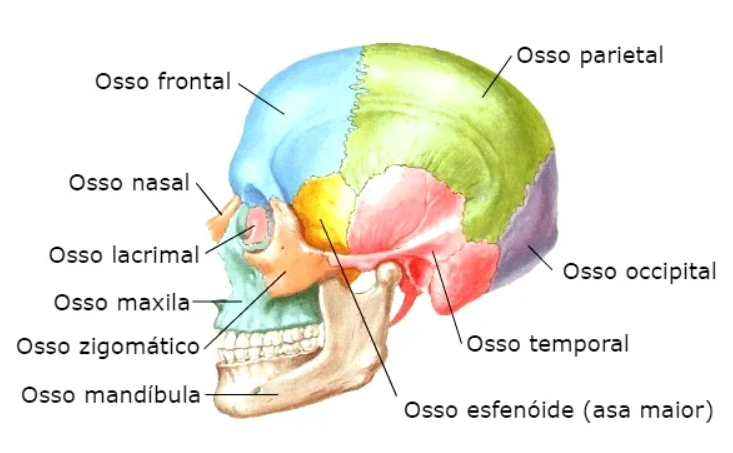 Osso parietal
Osso frontal
Osso nasal
Osso lacrimal
Osso occipital
Osso maxila
Osso zigomático
Osso temporal
Osso mandíbula
Osso esfenóide (asa maior)